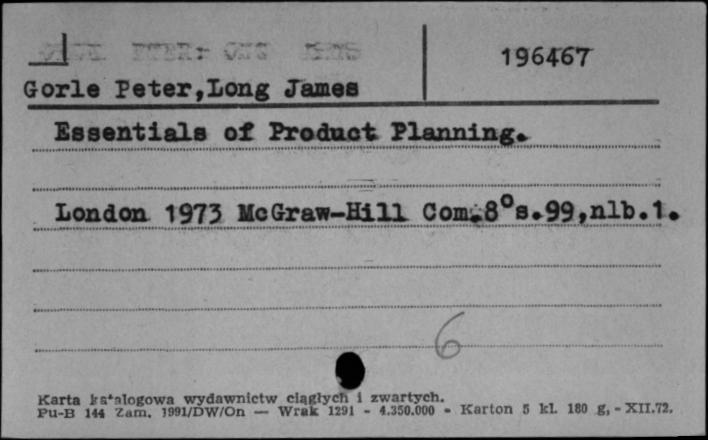 196467
Gorle Peter,Long James
Essentials of Product Planning.
London 1973 McGraw-Hill Com.8°s.99,nlb.1.
6
Karta katalogowa wydawnictw ciągłych i zwartych.
Pu-B 144 Zam. 1991/DW/On — Wrak 1291 - 4.350.000 - Karton 5 kl. 180 g, - XII.72.